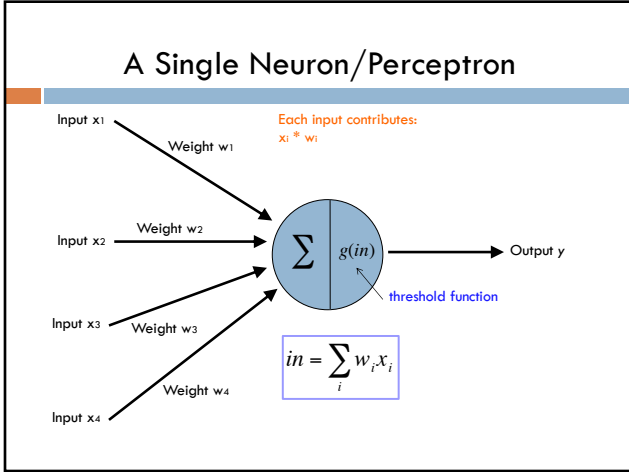 A Single Neuron/Perceptron
Input x₁
Each input contributes:
xᵢ * wᵢ
Weight w₁
Weight w₂
Input x₂
∑
g(in)
Output y
threshold function
Input x₃
Weight w₃
in = ∑ᵢ wᵢxᵢ
Weight w₄
Input x₄